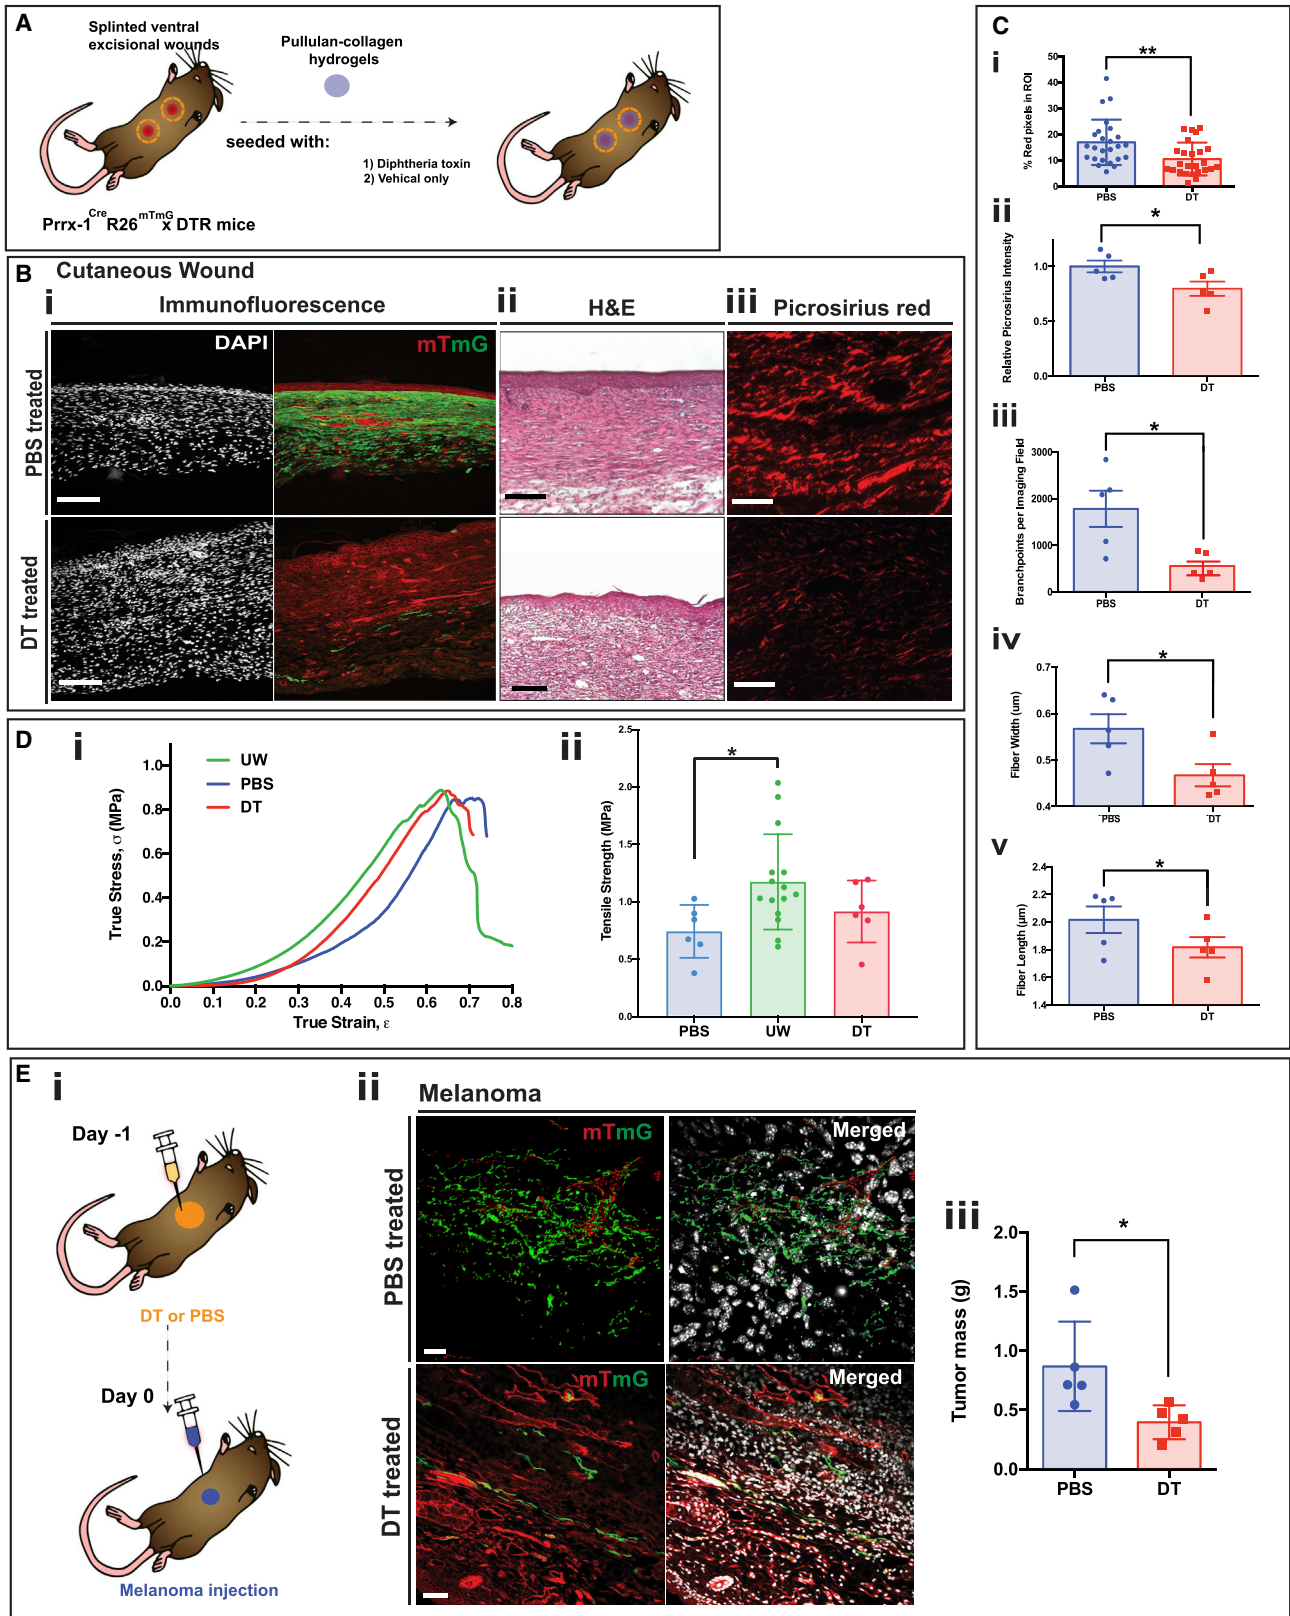 A
Splinted ventral
excisional wounds
Pullulan-collagen
hydrogels
seeded with:
1) Diphtheria toxin
2) Vehical only
Prrx-1Cre R26mTmG x DTR mice
B
Cutaneous Wound
i
Immunofluorescence
ii
H&E
iii
Picrosirius red
PBS treated
DAPI
mTmG
DT treated
C
i
**
% Red pixels in ROI
50
40
30
20
10
0
PBS
DT
ii
*
Relative Picrosirius Intensity
1.0
0.5
0.0
PBS
DT
iii
*
Branchpoints per Imaging Field
3000
2000
1000
0
PBS
DT
iv
*
Fiber Width (um)
0.7
0.6
0.5
0.4
PBS
DT
v
*
Fiber Length (µm)
2.4
2.2
2.0
1.8
1.6
1.4
PBS
DT
D
i
UW
PBS
DT
True Stress, σ (MPa)
1.0
0.8
0.6
0.4
0.2
0.0
0.0 0.1 0.2 0.3 0.4 0.5 0.6 0.7 0.8
True Strain, ε
ii
*
Tensile Strength (MPa)
2.5
2.0
1.5
1.0
0.5
0.0
PBS
UW
DT
E
i
Day -1
DT or PBS
Day 0
Melanoma injection
ii
Melanoma
PBS treated
mTmG
Merged
DT treated
mTmG
Merged
iii
*
Tumor mass (g)
2.0
1.5
1.0
0.5
0.0
PBS
DT